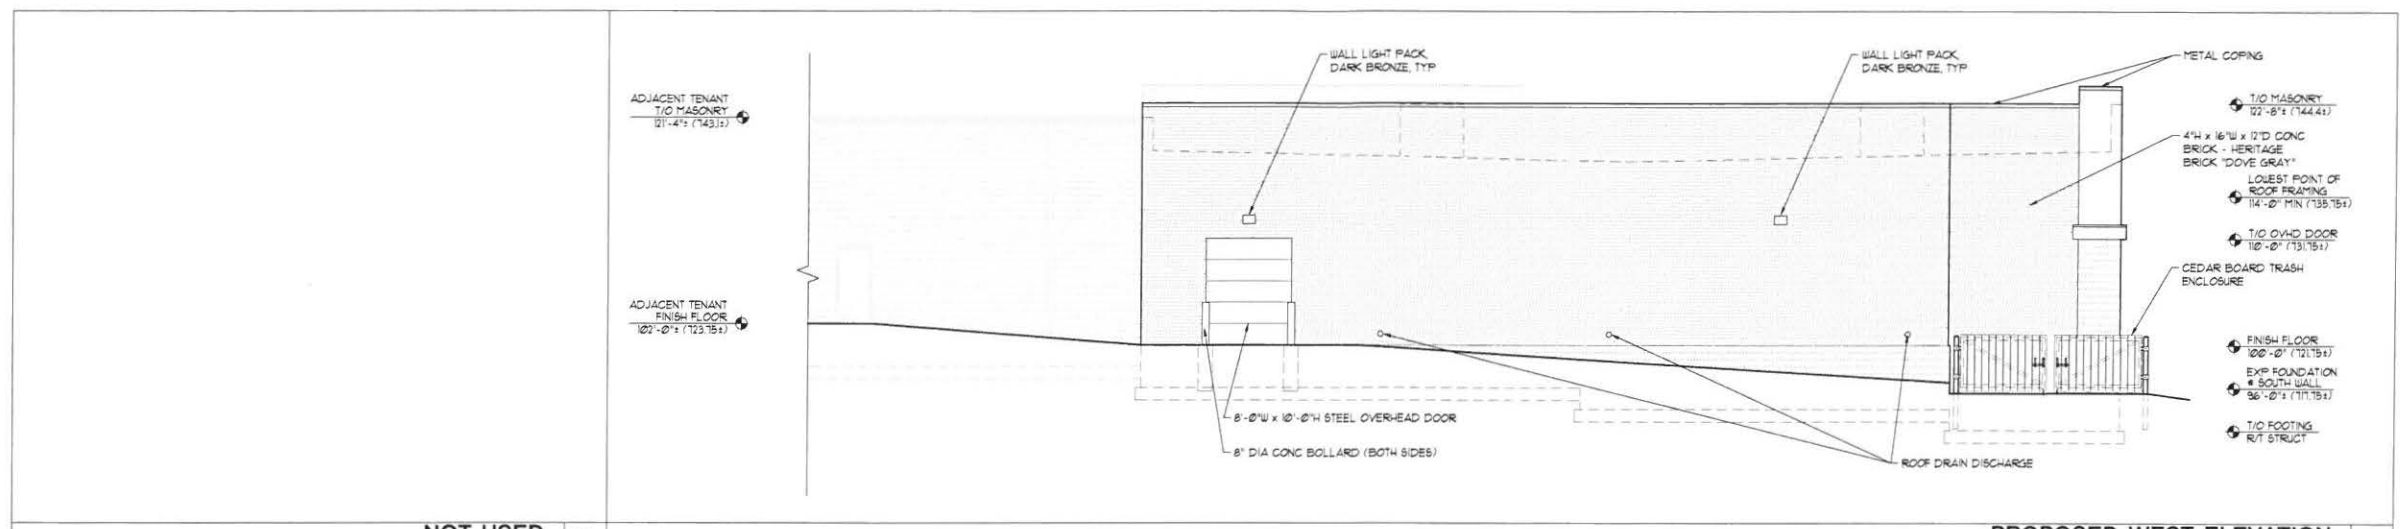 WALL LIGHT PACK,
DARK BRONZE, TYP
WALL LIGHT PACK,
DARK BRONZE, TYP
METAL COPING
ADJACENT TENANT
T/O MASONRY
121'-4"± (743.1±)
T/O MASONRY
122'-8"± (744.4±)
4"H x 16"W x 12"D CONC
BRICK - HERITAGE
BRICK "DOVE GRAY"
LOWEST POINT OF
ROOF FRAMING
114'-0" MIN (735.75±)
T/O OVHD DOOR
110'-0" (731.75±)
CEDAR BOARD TRASH
ENCLOSURE
ADJACENT TENANT
FINISH FLOOR
102'-0"± (723.75±)
FINISH FLOOR
100'-0" (721.75±)
EXP FOUNDATION
@ SOUTH WALL
96'-0"± (717.75±)
8'-0"W x 10'-0"H STEEL OVERHEAD DOOR
T/O FOOTING
R/T STRUCT
8" DIA CONC BOLLARD (BOTH SIDES)
ROOF DRAIN DISCHARGE
NOT USED
PROPOSED WEST ELEVATION